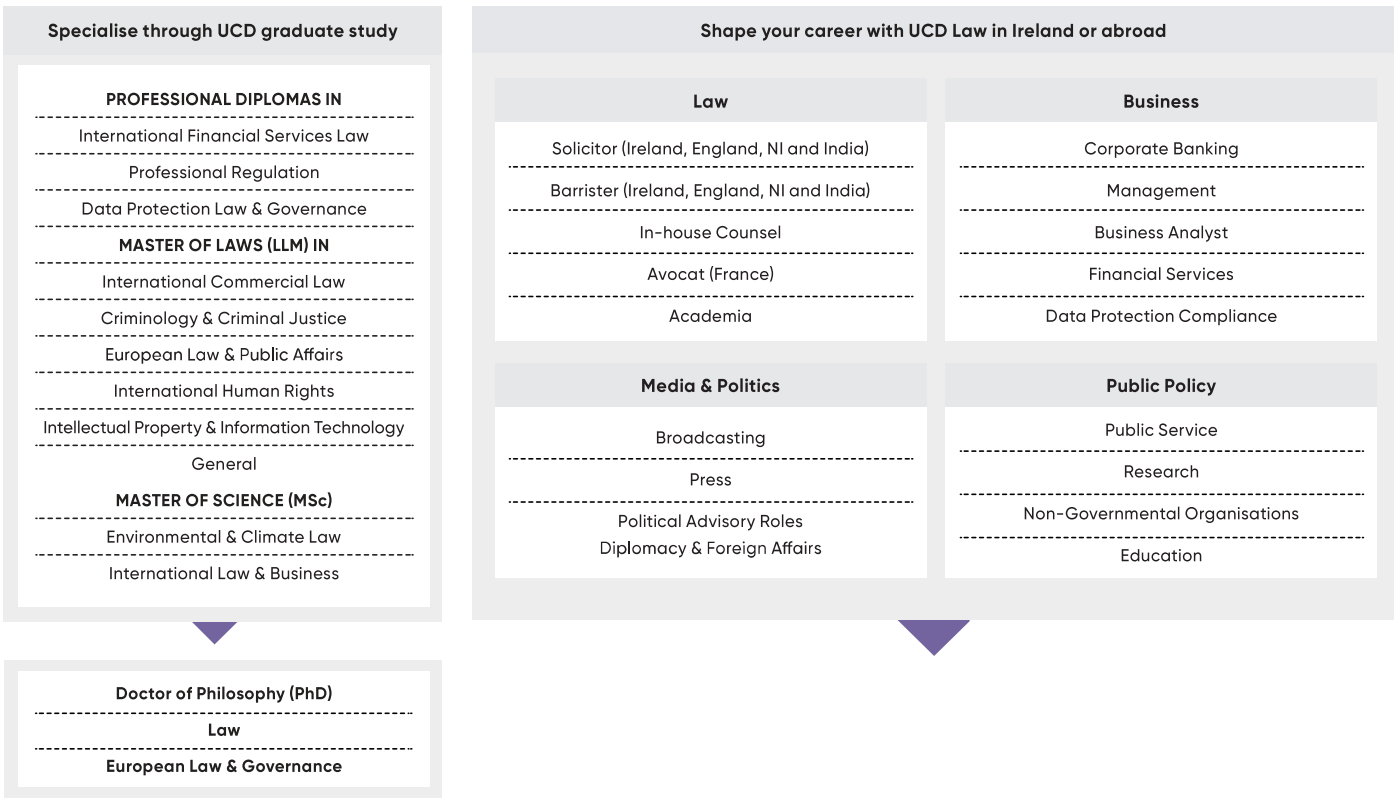 Specialise through UCD graduate study
PROFESSIONAL DIPLOMAS IN
International Financial Services Law
Professional Regulation
Data Protection Law & Governance
MASTER OF LAWS (LLM) IN
International Commercial Law
Criminology & Criminal Justice
European Law & Public Affairs
International Human Rights
Intellectual Property & Information Technology
General
MASTER OF SCIENCE (MSc)
Environmental & Climate Law
International Law & Business
Doctor of Philosophy (PhD)
Law
European Law & Governance
Shape your career with UCD Law in Ireland or abroad
Law
Solicitor (Ireland, England, NI and India)
Barrister (Ireland, England, NI and India)
In-house Counsel
Avocat (France)
Academia
Business
Corporate Banking
Management
Business Analyst
Financial Services
Data Protection Compliance
Media & Politics
Broadcasting
Press
Political Advisory Roles
Diplomacy & Foreign Affairs
Public Policy
Public Service
Research
Non-Governmental Organisations
Education